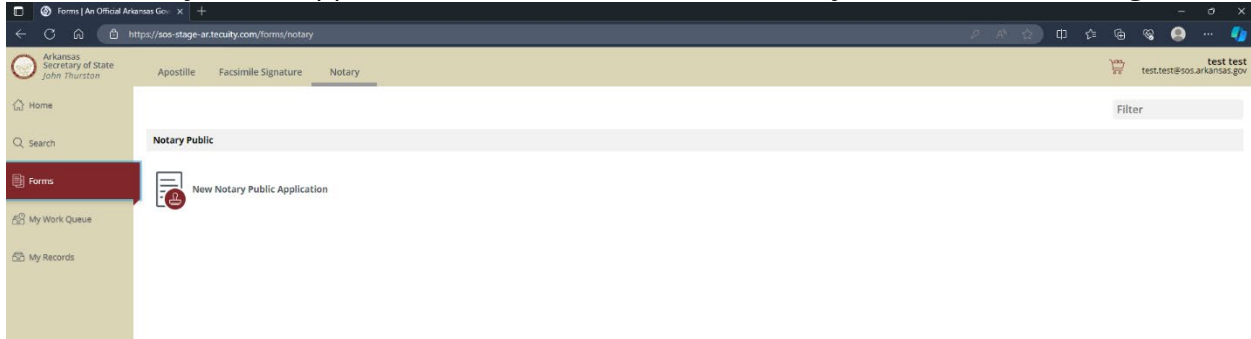 Forms | An Official Arkansas Gov
https://sos-stage-ar.tecuity.com/forms/notary
Arkansas
Secretary of State
John Thurston
Apostille Facsimile Signature Notary
test test
test.test@sos.arkansas.gov
Home
Filter
Search
Notary Public
Forms
New Notary Public Application
My Work Queue
My Records